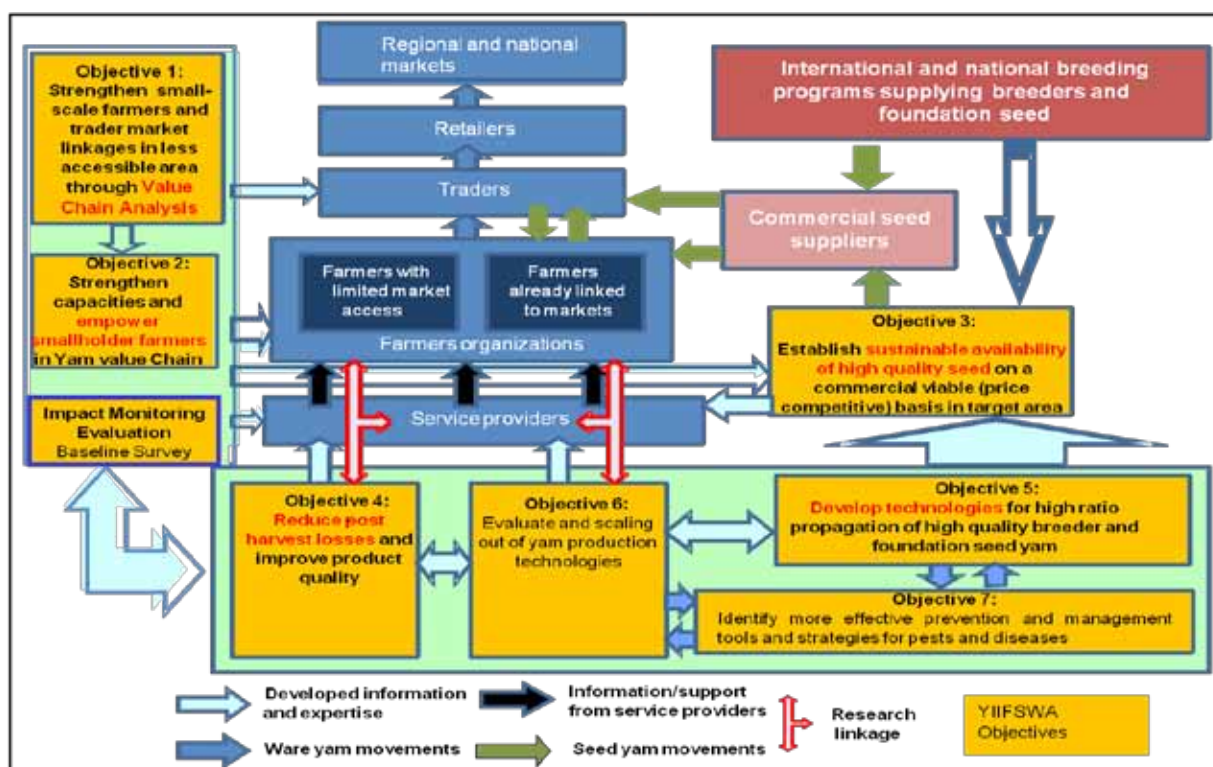 Objective 1:
Strengthen small-
scale farmers and
trader market
linkages in less
accessible area
through Value
Chain Analysis
Objective 2:
Strengthen
capacities and
empower
smallholder farmers
in Yam value Chain
Impact Monitoring
Evaluation
Baseline Survey
Regional and national
markets
Retailers
Traders
Farmers with
limited market
access
Farmers
already linked
to markets
Farmers organizations
Service providers
International and national breeding
programs supplying breeders and
foundation seed
Commercial seed
suppliers
Objective 3:
Establish sustainable availability
of high quality seed on a
commercial viable (price
competitive) basis in target area
Objective 4:
Reduce post
harvest losses and
improve product
quality
Objective 6:
Evaluate and scaling
out of yam production
technologies
Objective 5:
Develop technologies for high ratio
propagation of high quality breeder and
foundation seed yam
Objective 7:
Identify more effective prevention and management
tools and strategies for pests and diseases
Developed information
and expertise
Information/support
from service providers
Research
linkage
YIIFSWA
Objectives
Ware yam movements
Seed yam movements